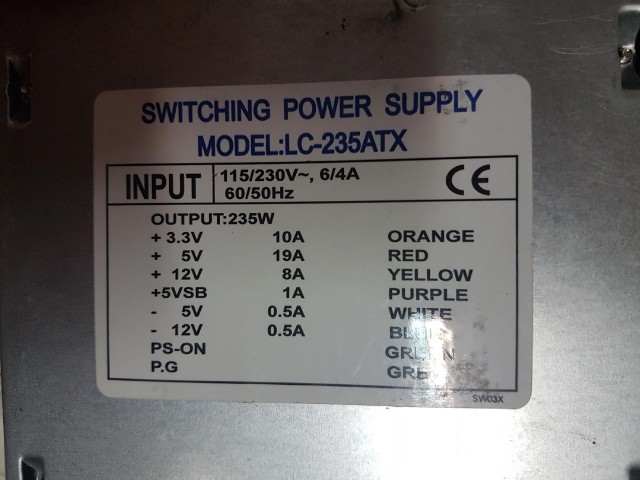 SWITCHING POWER SUPPLY
MODEL:LC-235ATX
INPUT 115/230V~, 6/4A
60/50Hz
CE
OUTPUT:235W
+ 3.3V 10A ORANGE
+ 5V 19A RED
+ 12V 8A YELLOW
+5VSB 1A PURPLE
- 5V 0.5A WHITE
- 12V 0.5A
PS-ON GREEN
P.G
SW03X